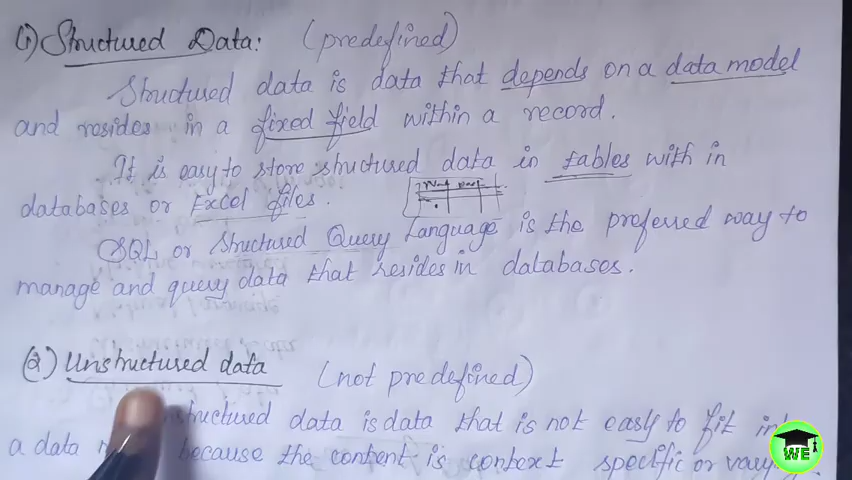 (1) Structured Data: (predefined)
Structured data is data that depends on a data model
and resides in a fixed field within a record.
It is easy to store structured data in tables with in
databases or Excel files.
SQL or Structured Query Language is the preferred way to
manage and query data that resides in databases.
(2) Unstructured data (not predefined)
structured data is data that is not easy to fit
a data because the content is context specific or
WE